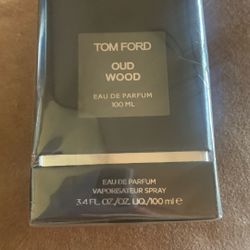 TOM FORD
OUD
WOOD
EAU DE PARFUM
100 ML
EAU DE PARFUM
VAPORISATEUR SPRAY
3.4 FL. OZ./OZ. LIQ./100 ml e